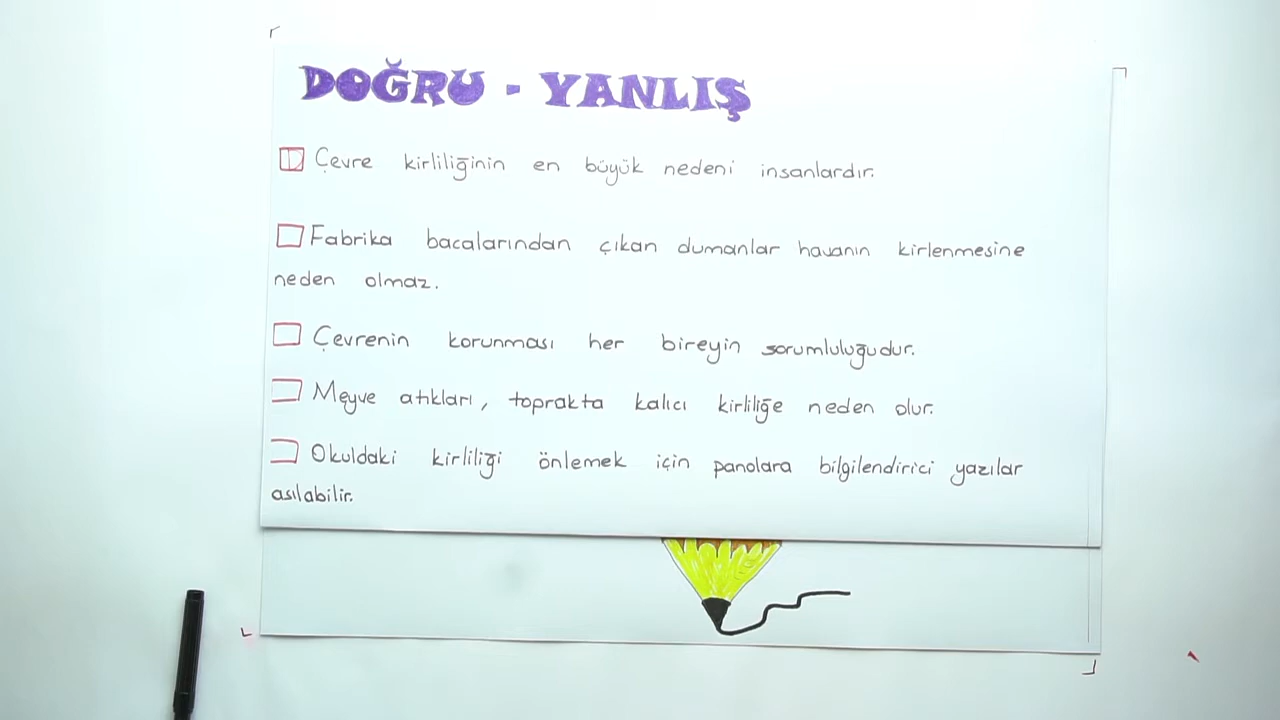 DOĞRU - YANLIŞ
Çevre kirliliğinin en büyük nedeni insanlardır.
Fabrika bacalarından çıkan dumanlar havanın kirlenmesine
neden olmaz.
Çevrenin korunması her bireyin sorumluluğudur.
Meyve atıkları, toprakta kalıcı kirliliğe neden olur.
Okuldaki kirliliği önlemek için panolara bilgilendirici yazılar
asılabilir.